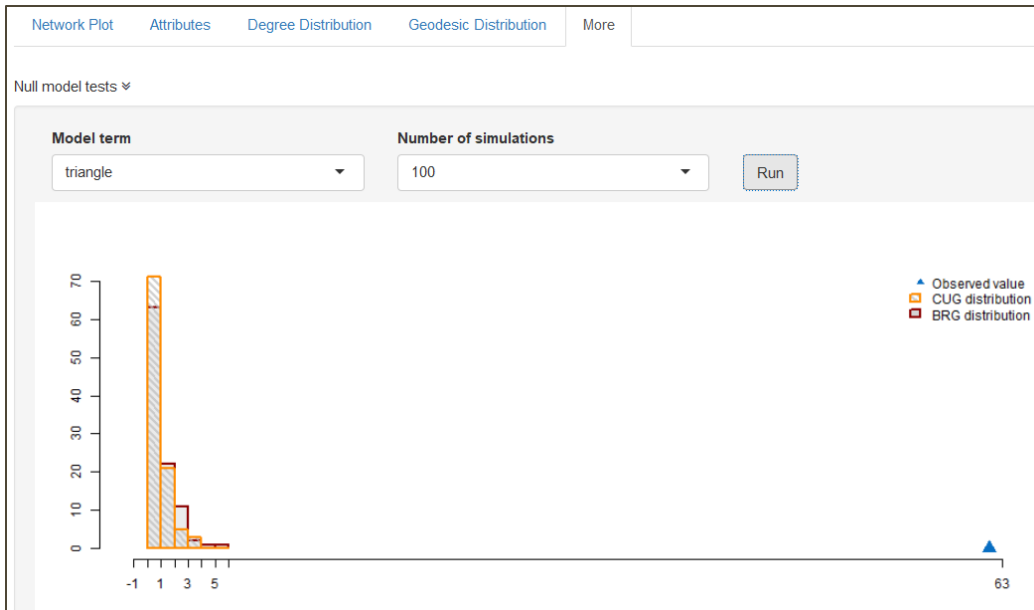 Network Plot Attributes Degree Distribution Geodesic Distribution More
Null model tests
Model term Number of simulations
triangle 100 Run
Observed value
CUG distribution
BRG distribution
70
60
50
40
30
20
10
0
-1 1 3 5 63